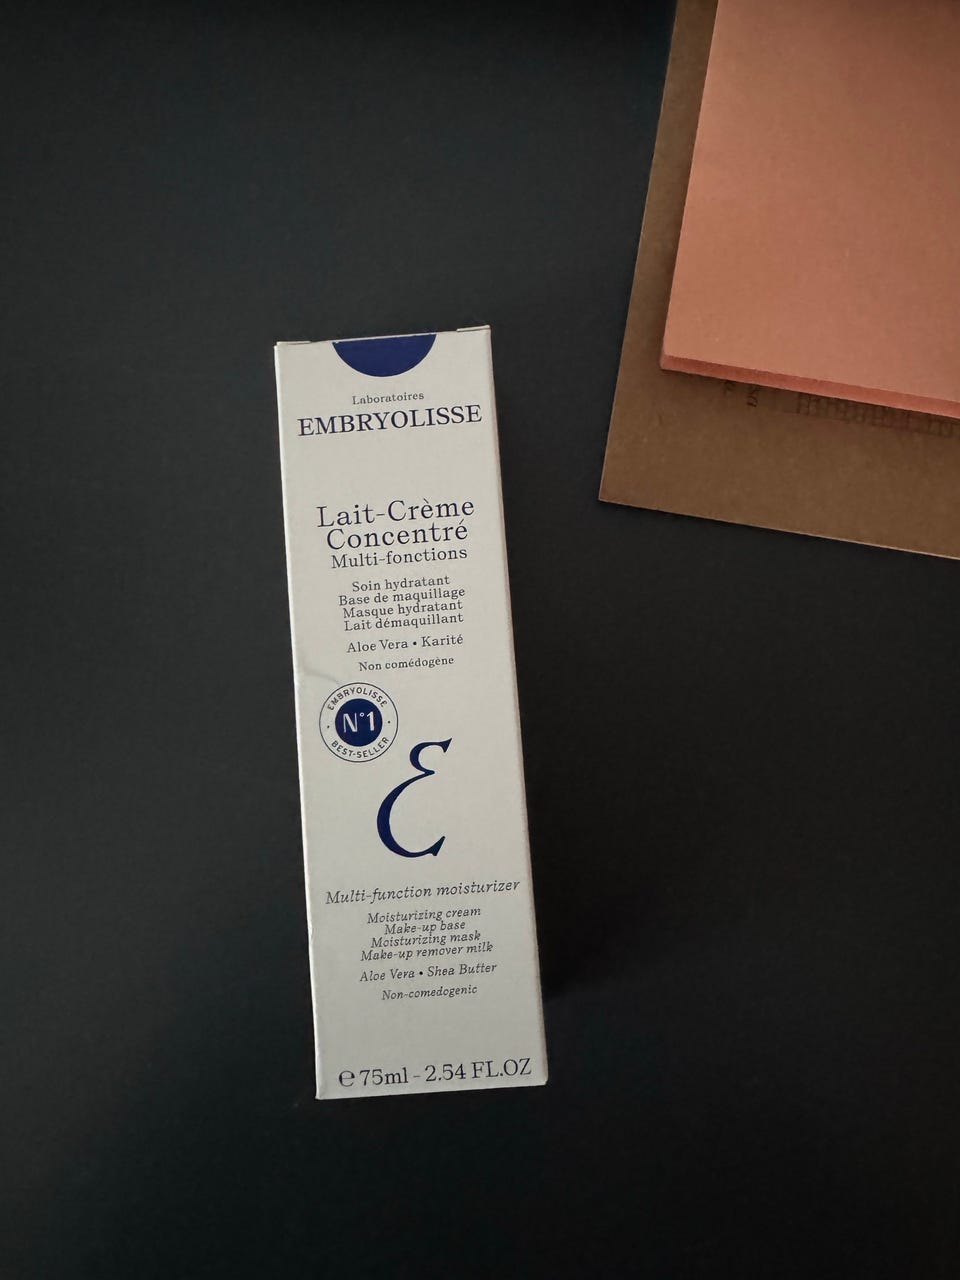 Laboratoires
EMBRYOLISSE
Lait-Crème
Concentré
Multi-fonctions
Soin hydratant
Base de maquillage
Masque hydratant
Lait démaquillant
Aloe Vera • Karité
Non comédogène
EMBRYOLISSE
N°1
BEST-SELLER
Ɛ
Multi-function moisturizer
Moisturizing cream
Make-up base
Moisturizing mask
Make-up remover milk
Aloe Vera • Shea Butter
Non-comedogenic
℮ 75ml - 2.54 FL.OZ